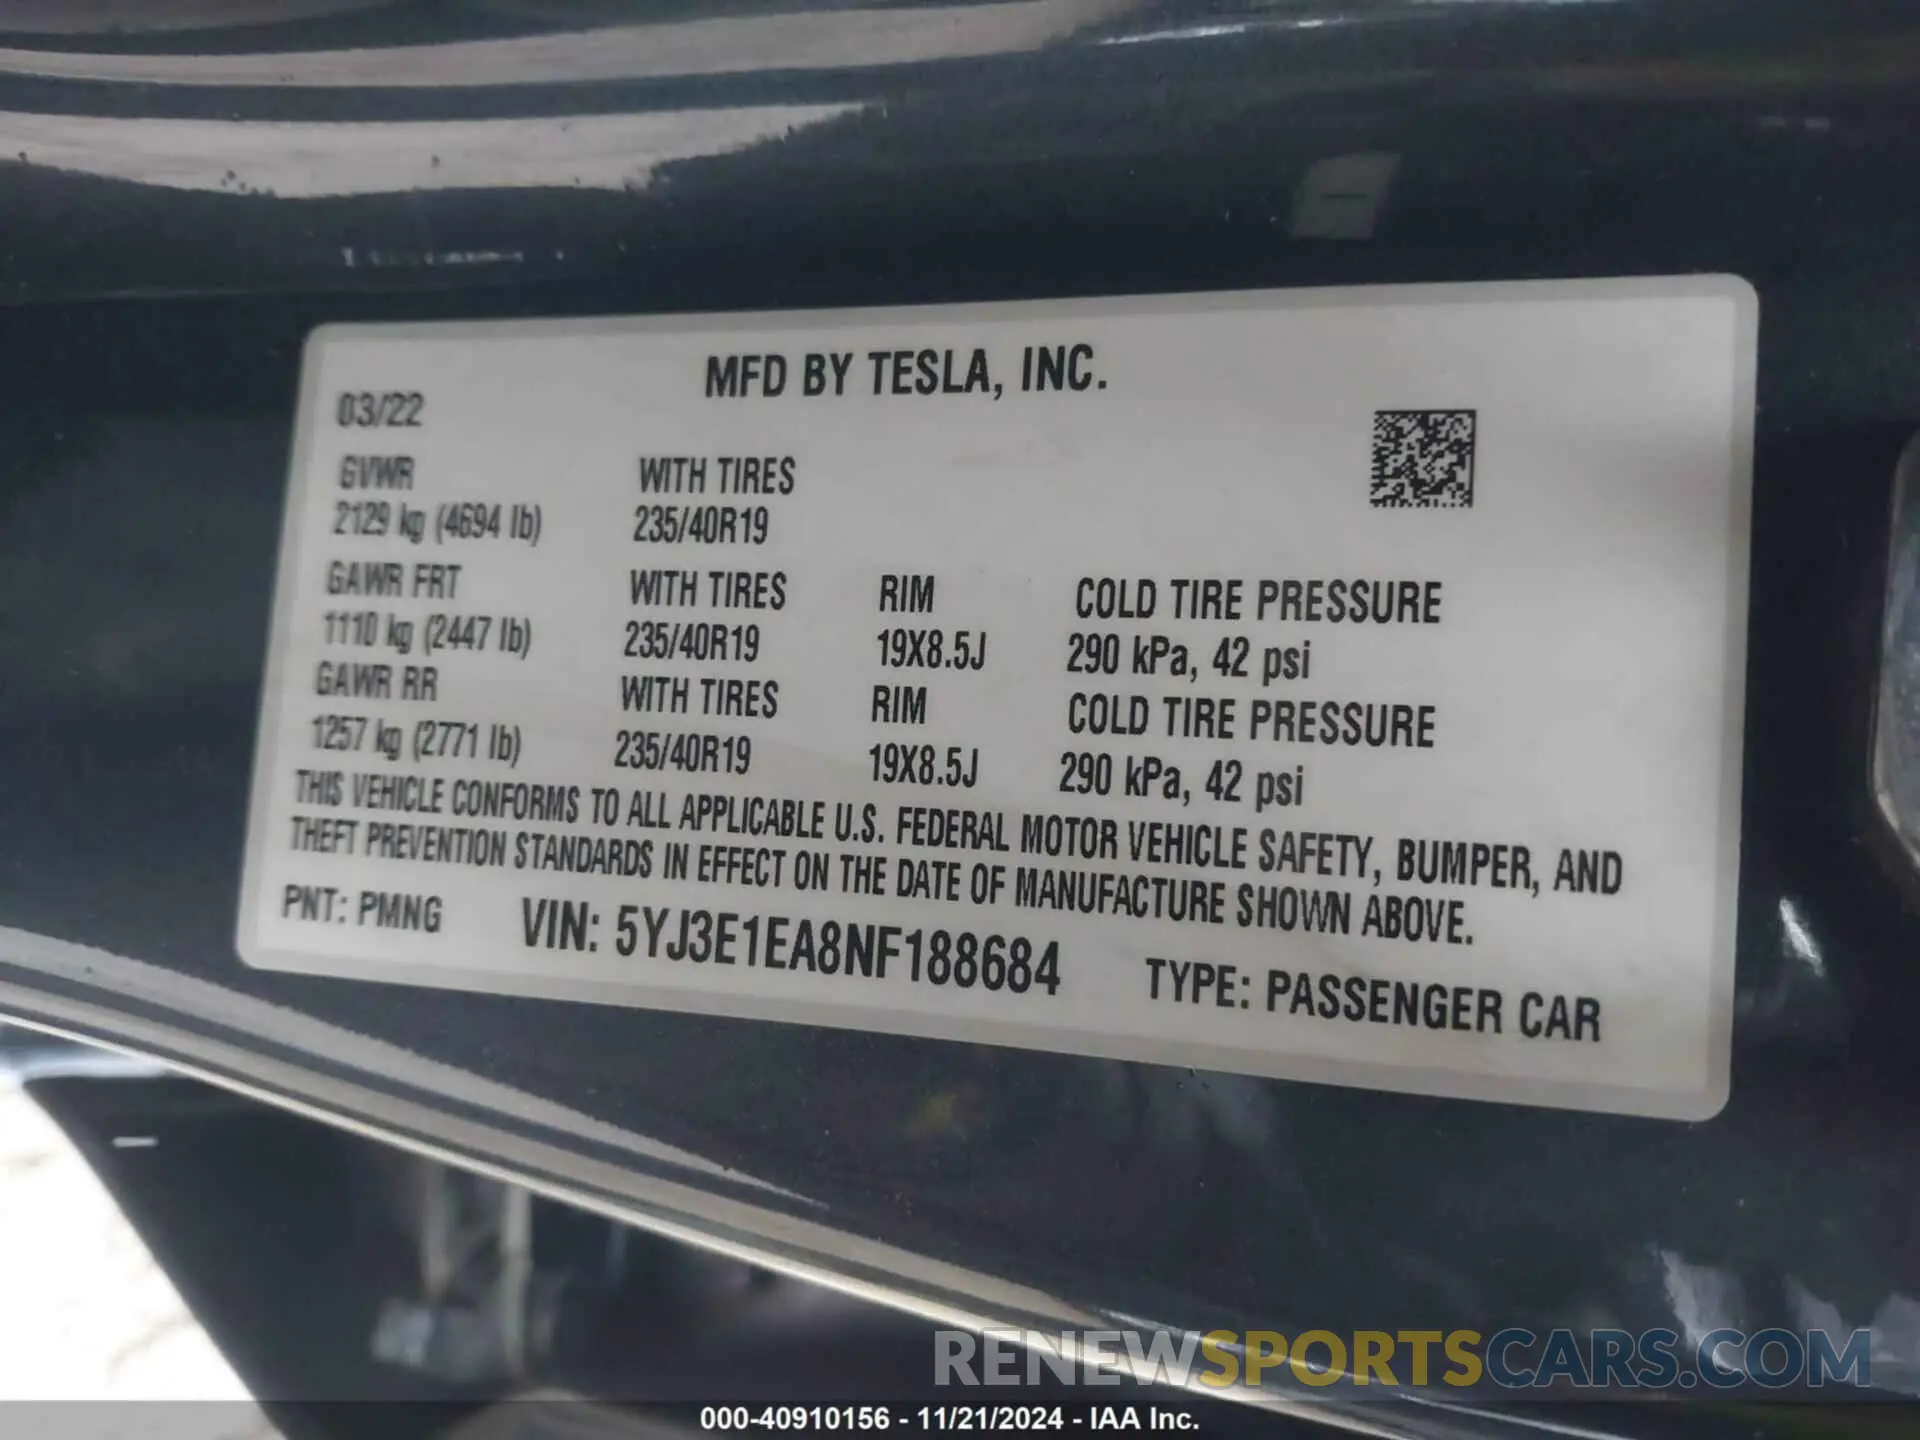 MFD BY TESLA, INC.
03/22
GVWR WITH TIRES
2129 kg (4694 lb) 235/40R19
GAWR FRT WITH TIRES RIM COLD TIRE PRESSURE
1110 kg (2447 lb) 235/40R19 19X8.5J 290 kPa, 42 psi
GAWR RR WITH TIRES RIM COLD TIRE PRESSURE
1257 kg (2771 lb) 235/40R19 19X8.5J 290 kPa, 42 psi
THIS VEHICLE CONFORMS TO ALL APPLICABLE U.S. FEDERAL MOTOR VEHICLE SAFETY, BUMPER, AND
THEFT PREVENTION STANDARDS IN EFFECT ON THE DATE OF MANUFACTURE SHOWN ABOVE.
PNT: PMNG VIN: 5YJ3E1EA8NF188684 TYPE: PASSENGER CAR
RENEWSPORTSCARS.COM
000-40910156 - 11/21/2024 - IAA Inc.